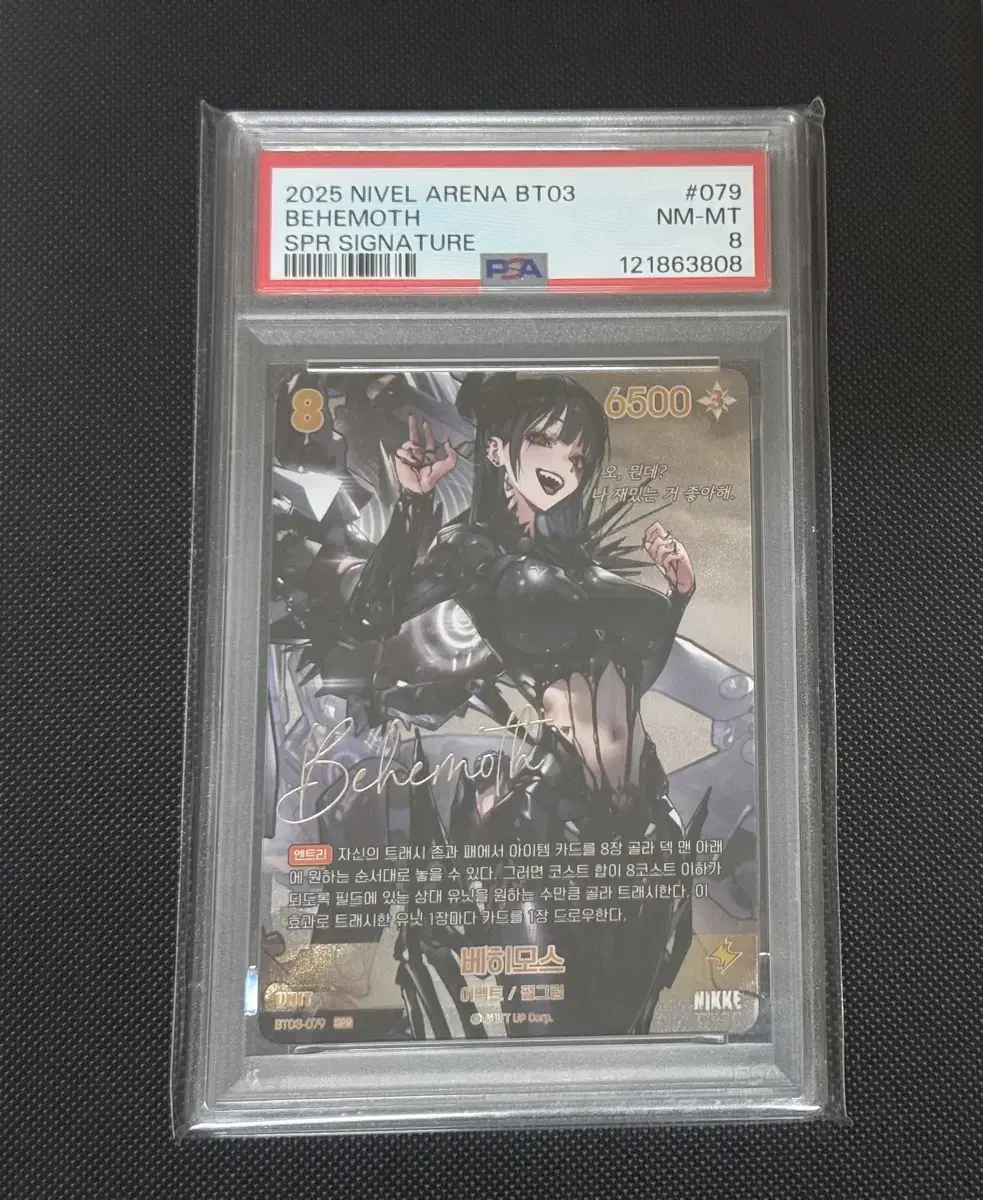 2025 NIVEL ARENA BT03 #079
BEHEMOTH NM-MT
SPR SIGNATURE 8
PSA 121863808
8 6500 3
오, 뭔데?
나 재밌는 거 좋아해.
Behemoth
엔트리 자신의 트래시 존과 패에서 아이템 카드를 8장 골라 덱 맨 아래
에 원하는 순서대로 놓을 수 있다. 그러면 코스트 합이 8코스트 이하가
되도록 필드에 있는 상대 유닛을 원하는 수만큼 골라 트래시한다. 이
효과로 트래시한 유닛 1장마다 카드를 1장 드로우한다.
베히모스
/ 필그림
UNIT
NIKKE
BT03-079 SPR
UP Corp.